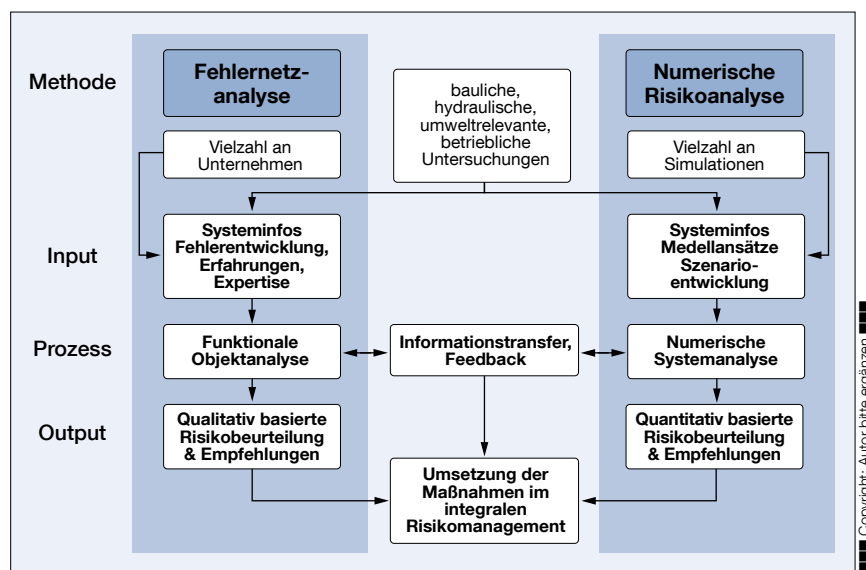 Methode
Fehlernetz-
analyse
bauliche,
hydraulische,
umweltrelevante,
betriebliche
Untersuchungen
Numerische
Risikoanalyse
Vielzahl an
Unternehmen
Vielzahl an
Simulationen
Input
Systeminfos
Fehlerentwicklung,
Erfahrungen,
Expertise
Systeminfos
Medellansätze
Szenario-
entwicklung
Prozess
Funktionale
Objektanalyse
Informationstransfer,
Feedback
Numerische
Systemanalyse
Output
Qualitativ basierte
Risikobeurteilung
& Empfehlungen
Quantitativ basierte
Risikobeurteilung
& Empfehlungen
Umsetzung der
Maßnahmen im
integralen
Risikomanagement
Copyright: Autor bitte ergänzen